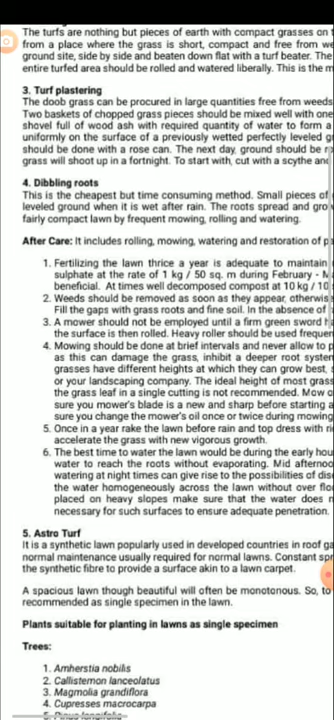 The turfs are nothing but pieces of earth with compact grasses on
from a place where the grass is short, compact and free from
ground site, side by side and beaten down flat with a turf beater. The
entire turfed area should be rolled and watered liberally. This is the
3. Turf plastering
The doob grass can be procured in large quantities free from weeds
Two baskets of chopped grass pieces should be mixed well with one
shovel full of wood ash with required quantity of water to form a
uniformly on the surface of a previously wetted perfectly leveled
should be done with a rose can. The next day, ground should be
grass will shoot up in a fortnight. To start with, cut with a scythe
4. Dibbling roots
This is the cheapest but time consuming method. Small pieces of
leveled ground when it is wet after rain. The roots spread and
fairly compact lawn by frequent mowing, rolling and watering.
After Care: It includes rolling, mowing, watering and restoration of
1. Fertilizing the lawn thrice a year is adequate to maintain
sulphate at the rate of 1 kg / 50 sq. m during February -
beneficial. At times well decomposed compost at 10 kg / 10
2. Weeds should be removed as soon as they appear,
Fill the gaps with grass roots and fine soil. In the absence of
3. A mower should not be employed until a firm green sward
the surface is then rolled. Heavy roller should be used
4. Mowing should be done at brief intervals and never allow to
as this can damage the grass, inhibit a deeper root
grasses have different heights at which they can grow best,
or your landscaping company. The ideal height of most
the grass leaf in a single cutting is not recommended. Mow
sure you mower's blade is a new and sharp before starting a
sure you change the mower's oil once or twice during mowing
5. Once in a year rake the lawn before rain and top dress with
accelerate the grass with new vigorous growth.
6. The best time to water the lawn would be during the early
water to reach the roots without evaporating. Mid
watering at night times can give rise to the possibilities of
the water homogeneously across the lawn without over
placed on heavy slopes make sure that the water does
necessary for such surfaces to ensure adequate penetration.
5. Astro Turf
It is a synthetic lawn popularly used in developed countries in roof
normal maintenance usually required for normal lawns. Constant
the synthetic fibre to provide a surface akin to a lawn carpet.
A spacious lawn though beautiful will often be monotonous. So, to
recommended as single specimen in the lawn.
Plants suitable for planting in lawns as single specimen
Trees:
1. Amherstia nobilis
2. Callistemon lanceolatus
3. Magmolia grandiflora
4. Cupresses macrocarpa